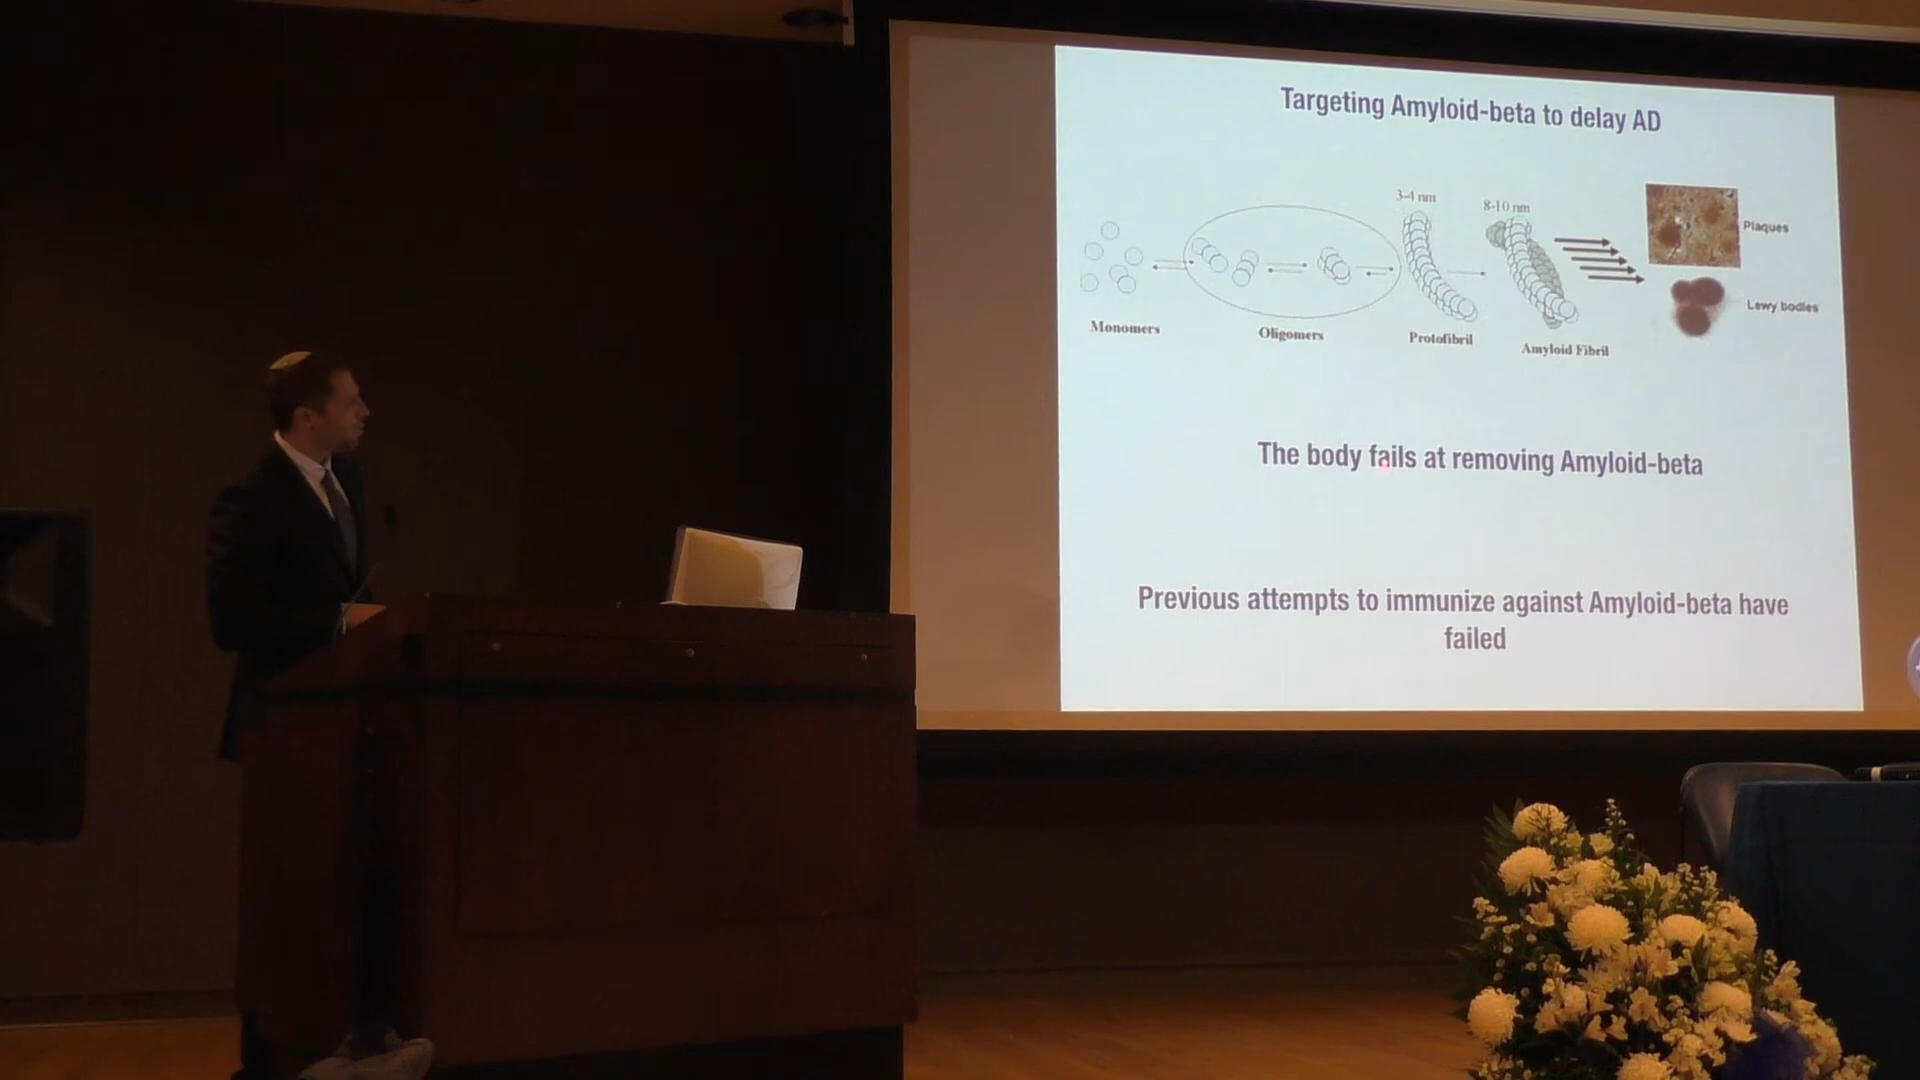 Targeting Amyloid-beta to delay AD
3-4 nm
8-10 nm
Plaques
Lewy bodies
Monomers
Oligomers
Protofibril
Amyloid Fibril
The body fails at removing Amyloid-beta
Previous attempts to immunize against Amyloid-beta have
failed